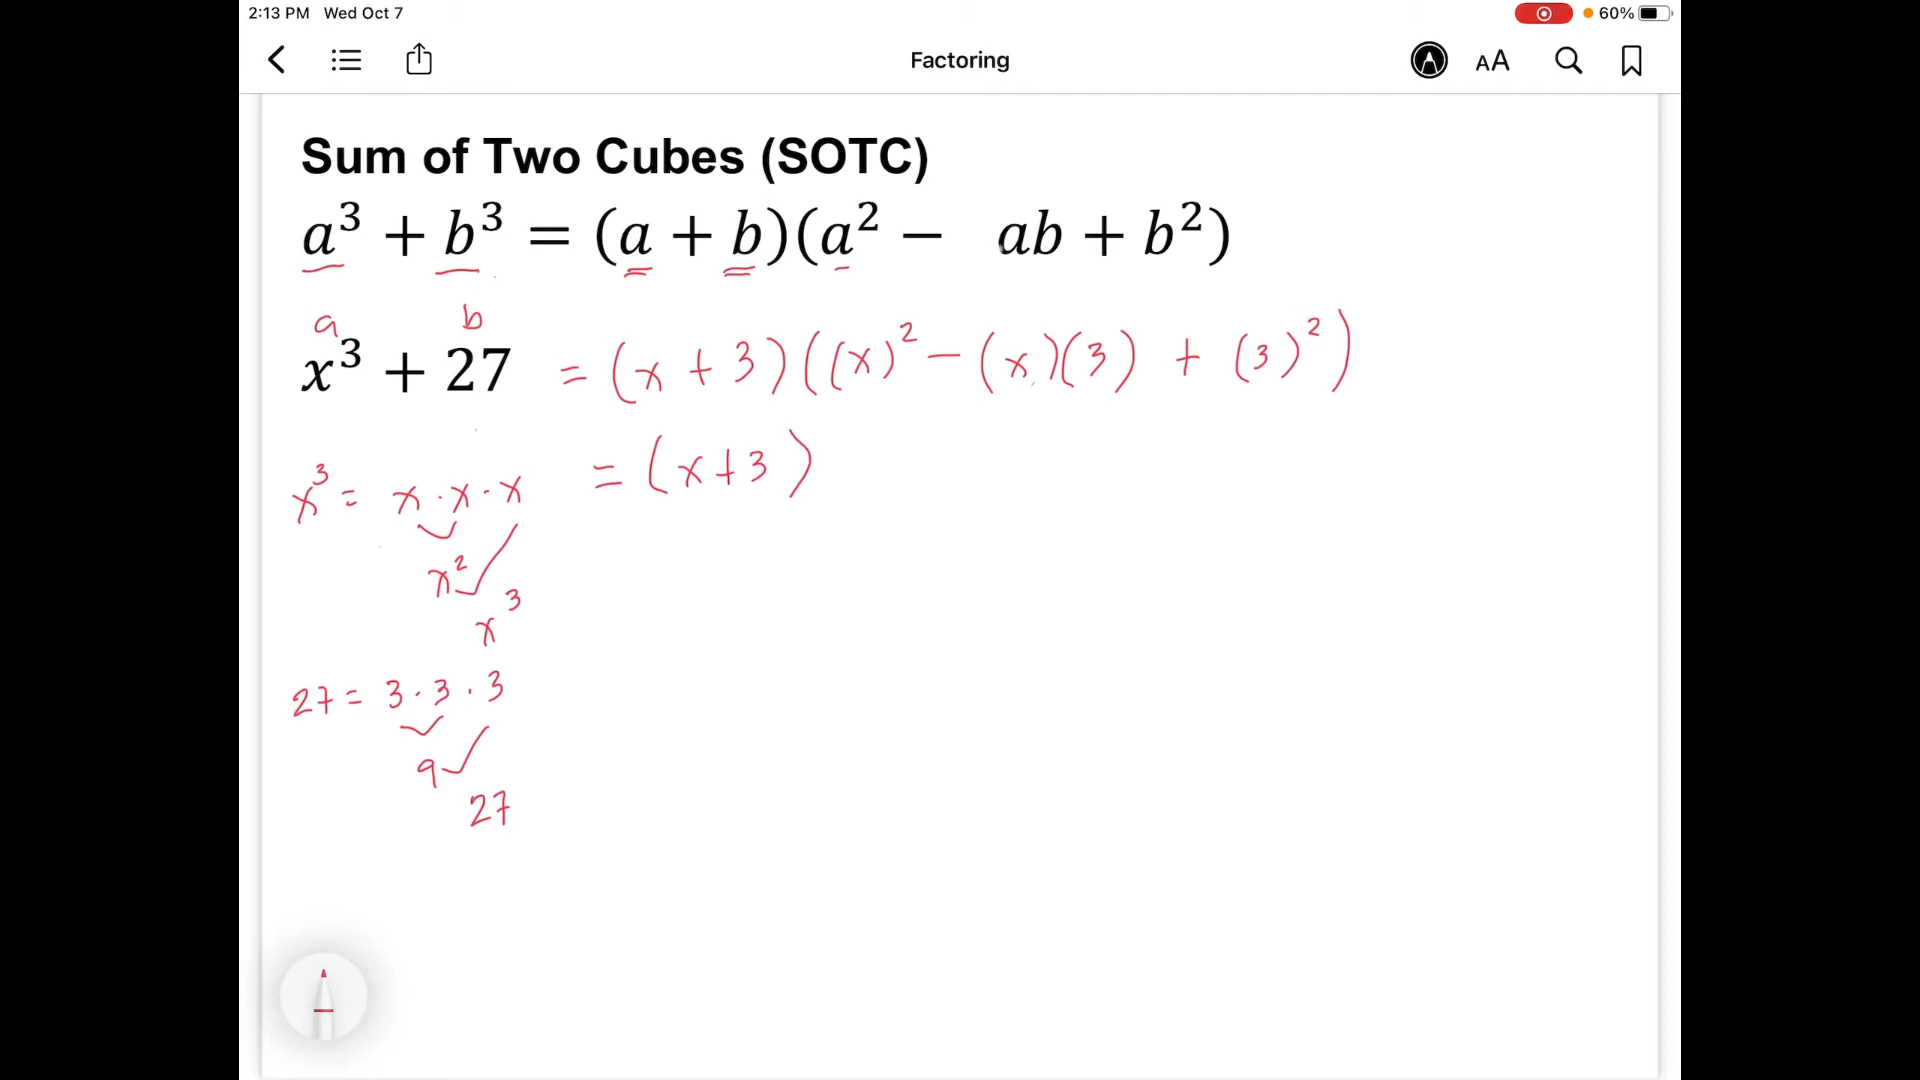 2:13 PM Wed Oct 7
60%
Factoring
AA
Sum of Two Cubes (SOTC)
a³ + b³ = (a + b)(a² − ab + b²)
a b
x³ + 27 = (x + 3)((x)² − (x)(3) + (3)²)
= (x+3)
x³ = x · x · x
x²
x³
27 = 3 · 3 · 3
9
27